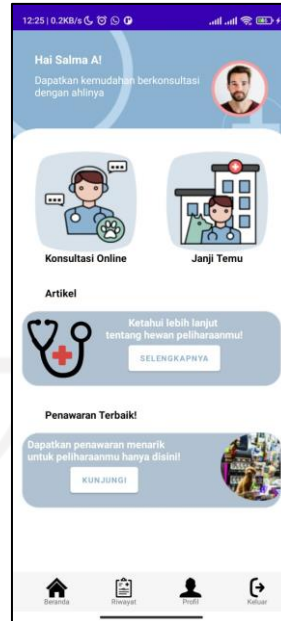 12:25 | 0.2KB/s
Hai Salma A!
Dapatkan kemudahan berkonsultasi
dengan ahlinya
Konsultasi Online
Janji Temu
Artikel
Ketahui lebih lanjut
tentang hewan peliharaanmu!
SELENGKAPNYA
Penawaran Terbaik!
Dapatkan penawaran menarik
untuk peliharaanmu hanya disini!
KUNJUNGI
Beranda
Riwayat
Profil
Keluar